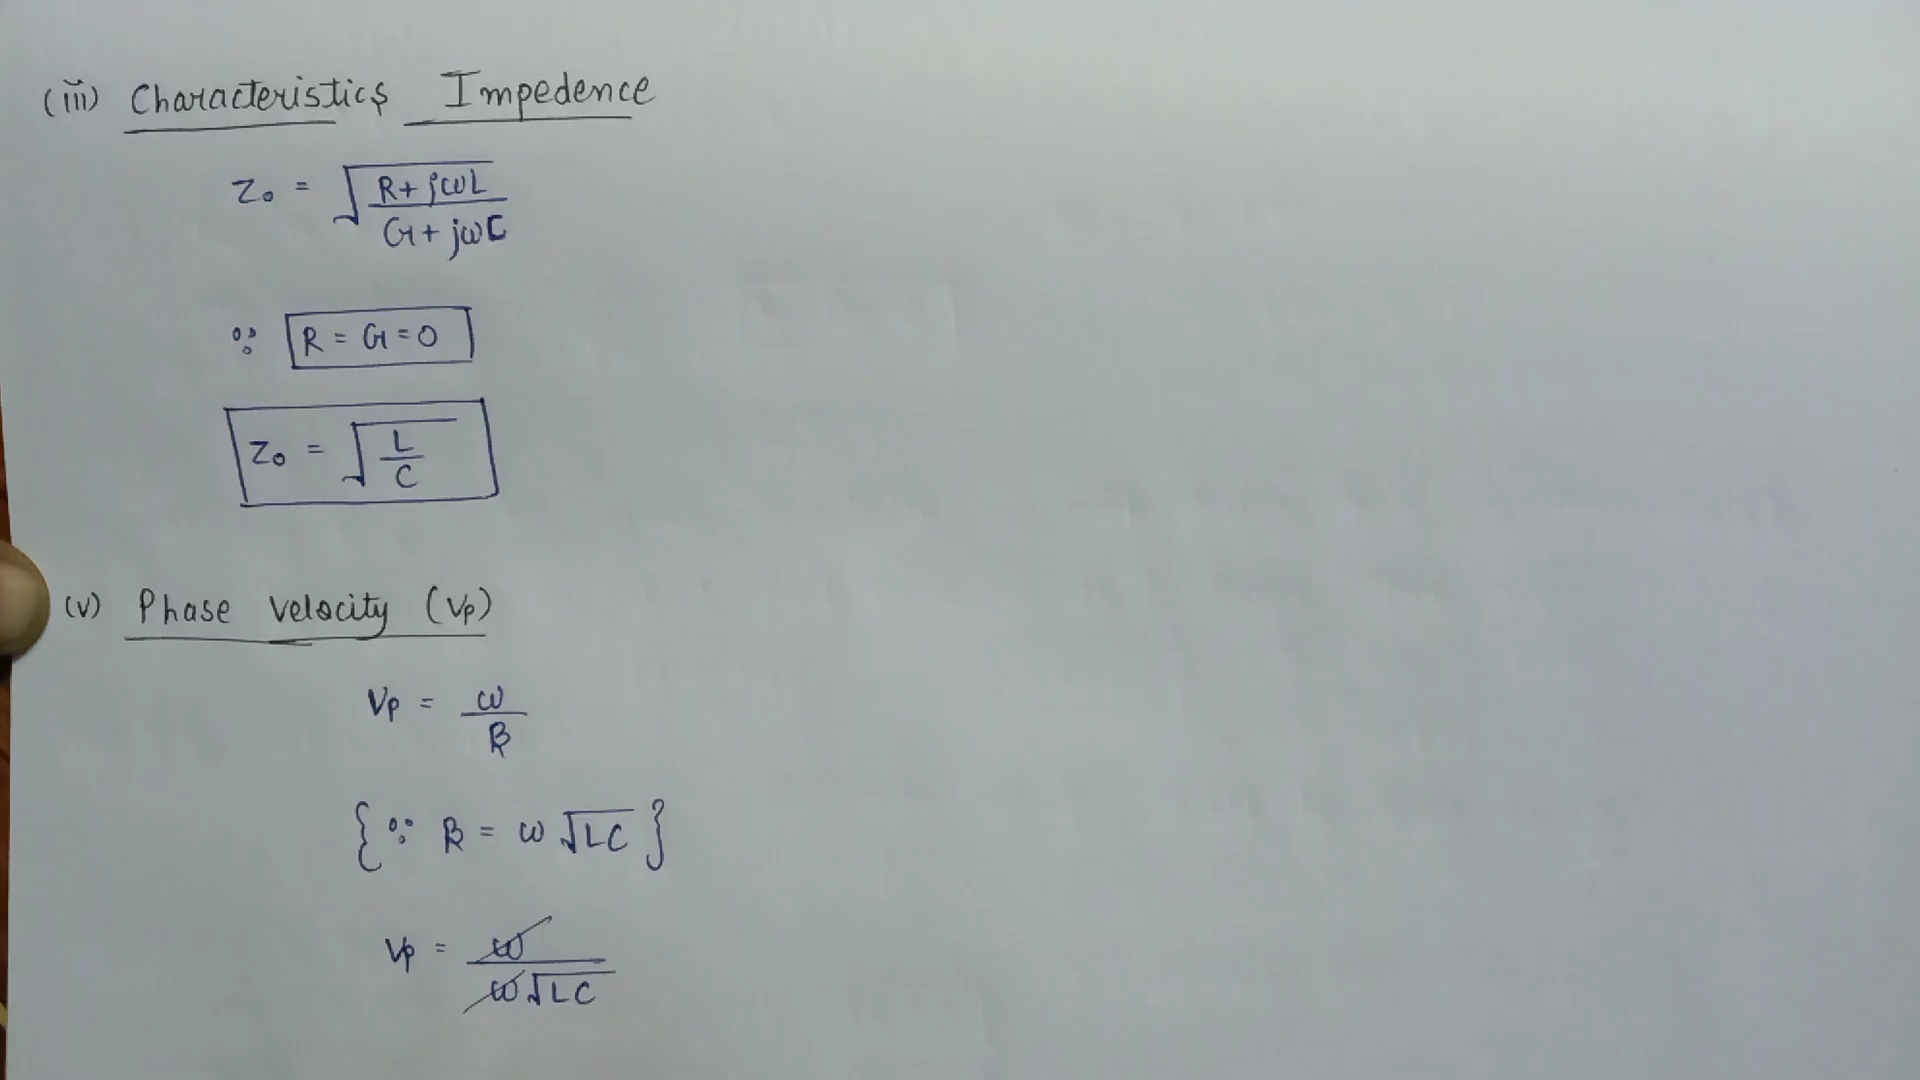 (iii) Characteristics Impedence
Z₀ = √(R + jωL / G + jωC)
∵ R = G = 0
Z₀ = √(L / C)
(v) Phase Velocity (Vp)
Vp = ω / β
{∵ β = ω √LC}
Vp = ω / ω√LC